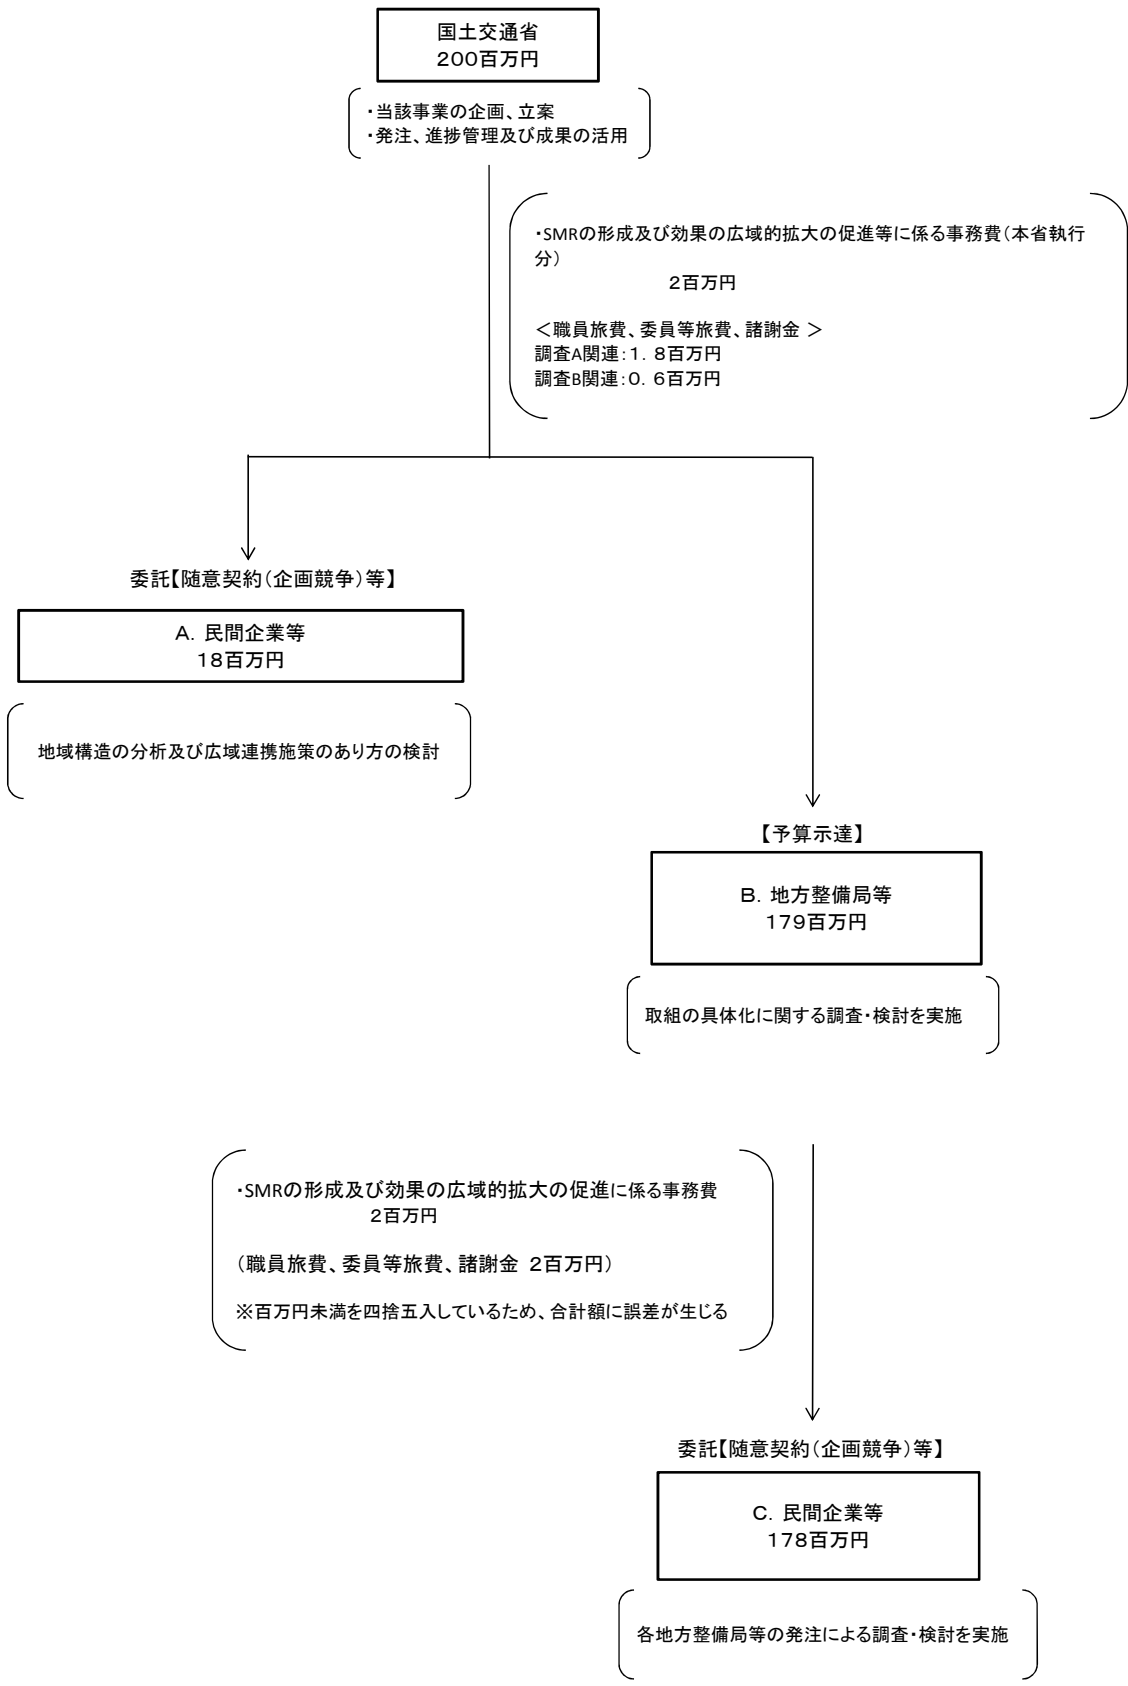 国土交通省
200百万円
・当該事業の企画、立案
・発注、進捗管理及び成果の活用
・SMRの形成及び効果の広域的拡大の促進等に係る事務費(本省執行
分)
2百万円
<職員旅費、委員等旅費、諸謝金 >
調査A関連:1.8百万円
調査B関連:0.6百万円
委託【随意契約(企画競争)等】
A. 民間企業等
18百万円
地域構造の分析及び広域連携施策のあり方の検討
【予算示達】
B. 地方整備局等
179百万円
取組の具体化に関する調査・検討を実施
・SMRの形成及び効果の広域的拡大の促進に係る事務費
2百万円
(職員旅費、委員等旅費、諸謝金 2百万円)
※百万円未満を四捨五入しているため、合計額に誤差が生じる
委託【随意契約(企画競争)等】
C. 民間企業等
178百万円
各地方整備局等の発注による調査・検討を実施